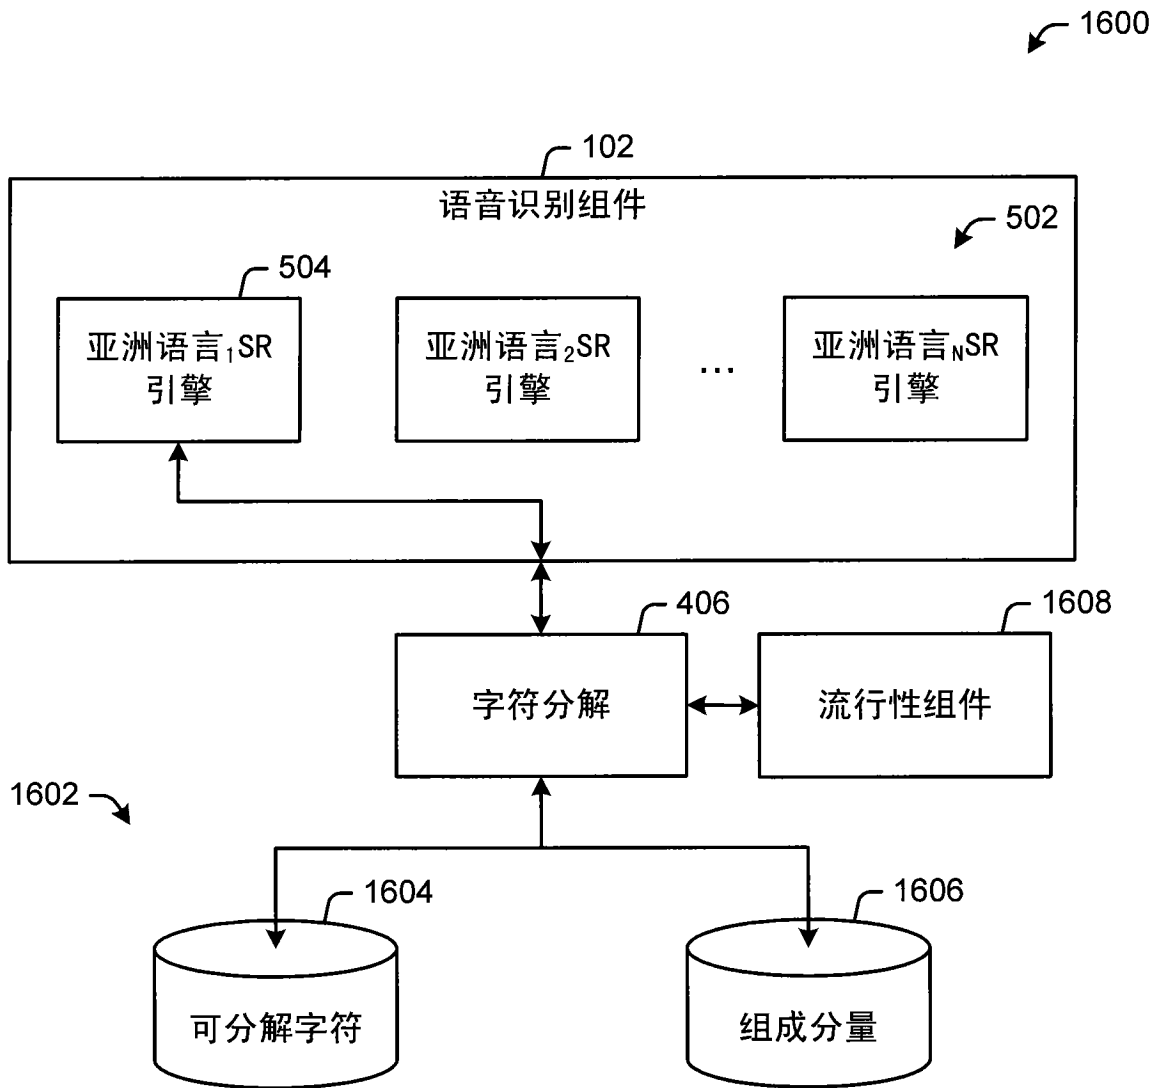 1600
102
语音识别组件
502
504
亚洲语言₁SR
引擎
亚洲语言₂SR
引擎
...
亚洲语言NSR
引擎
406
1608
字符分解
流行性组件
1602
1604
1606
可分解字符
组成分量